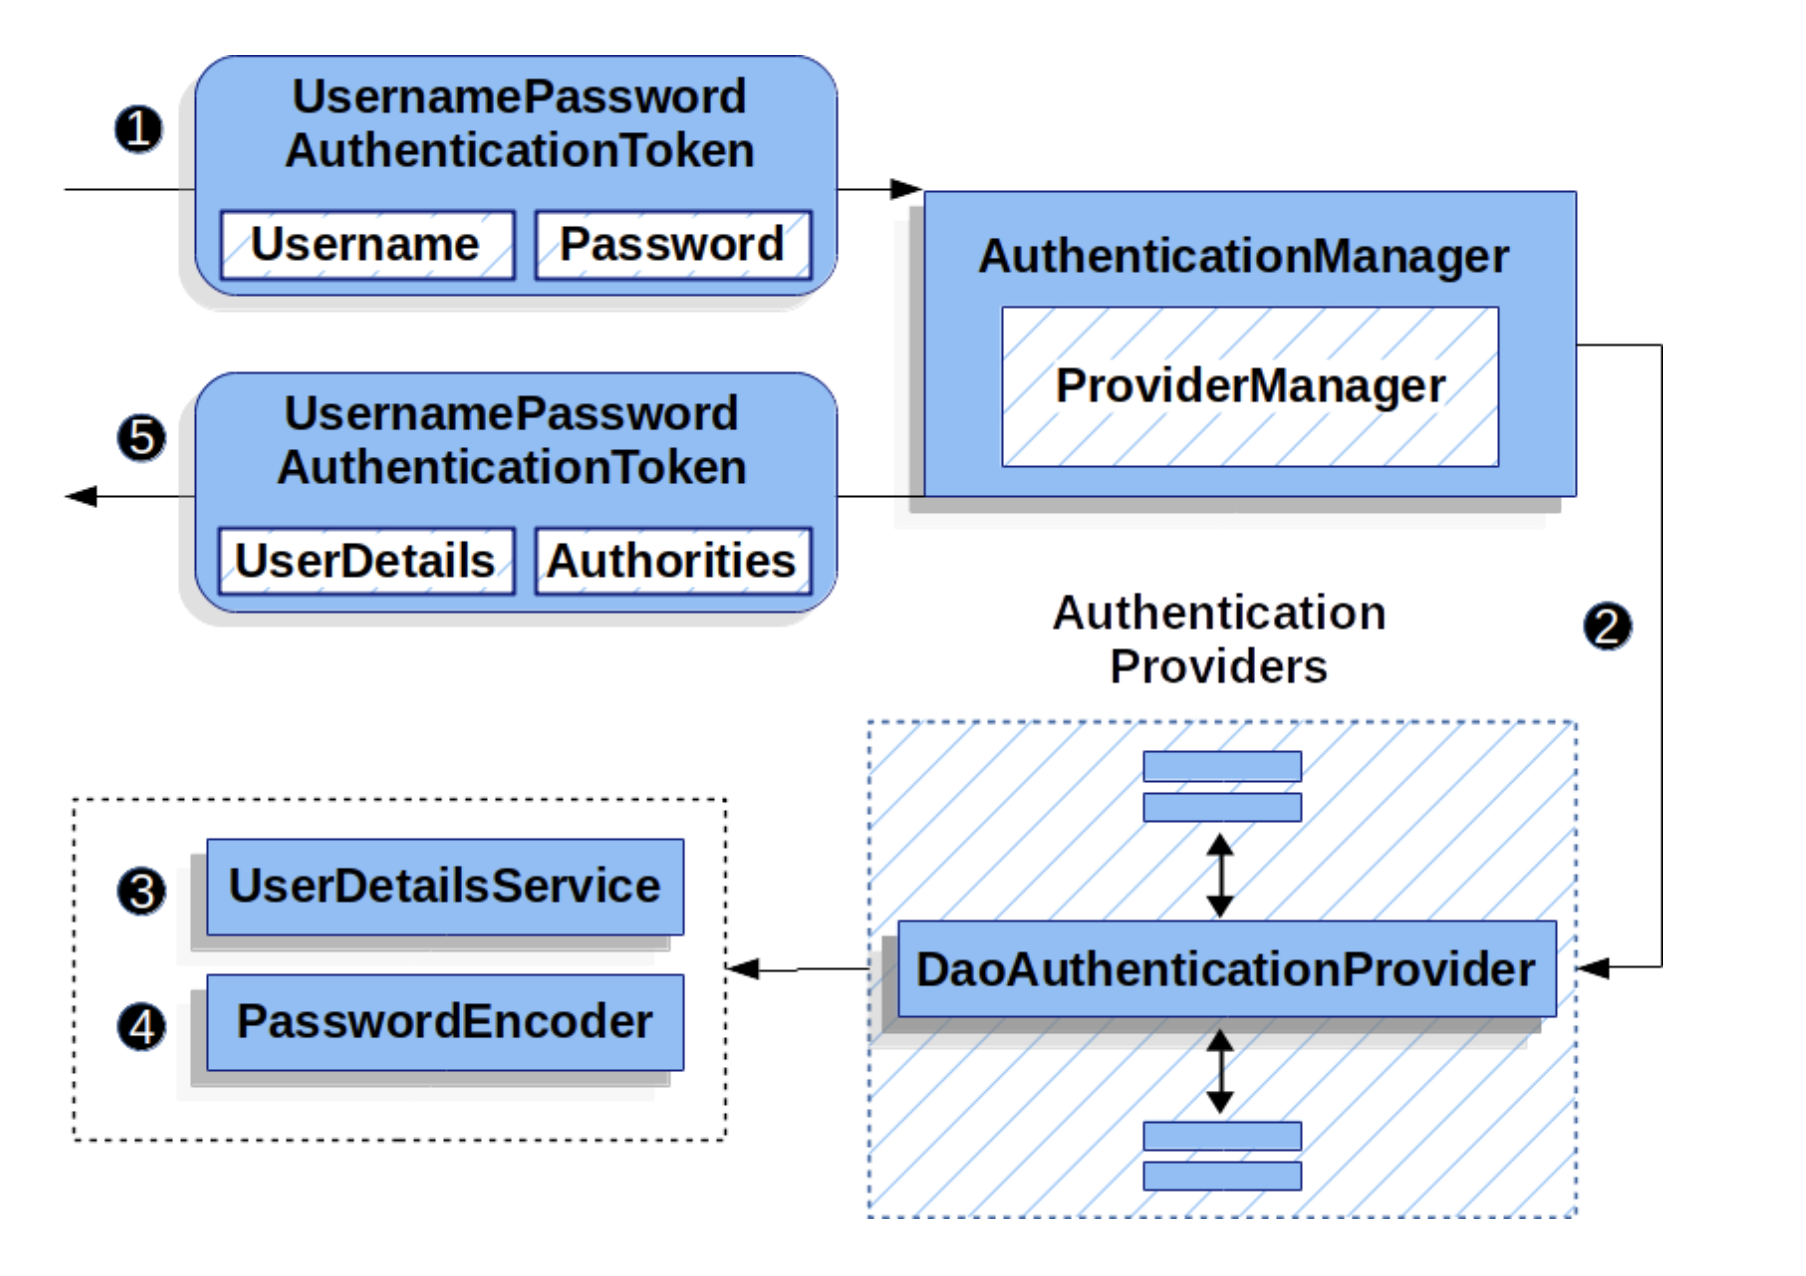 ❶
UsernamePassword
AuthenticationToken
Username
Password
AuthenticationManager
ProviderManager
❺
UsernamePassword
AuthenticationToken
UserDetails
Authorities
❷
Authentication
Providers
❸
UserDetailsService
DaoAuthenticationProvider
❹
PasswordEncoder